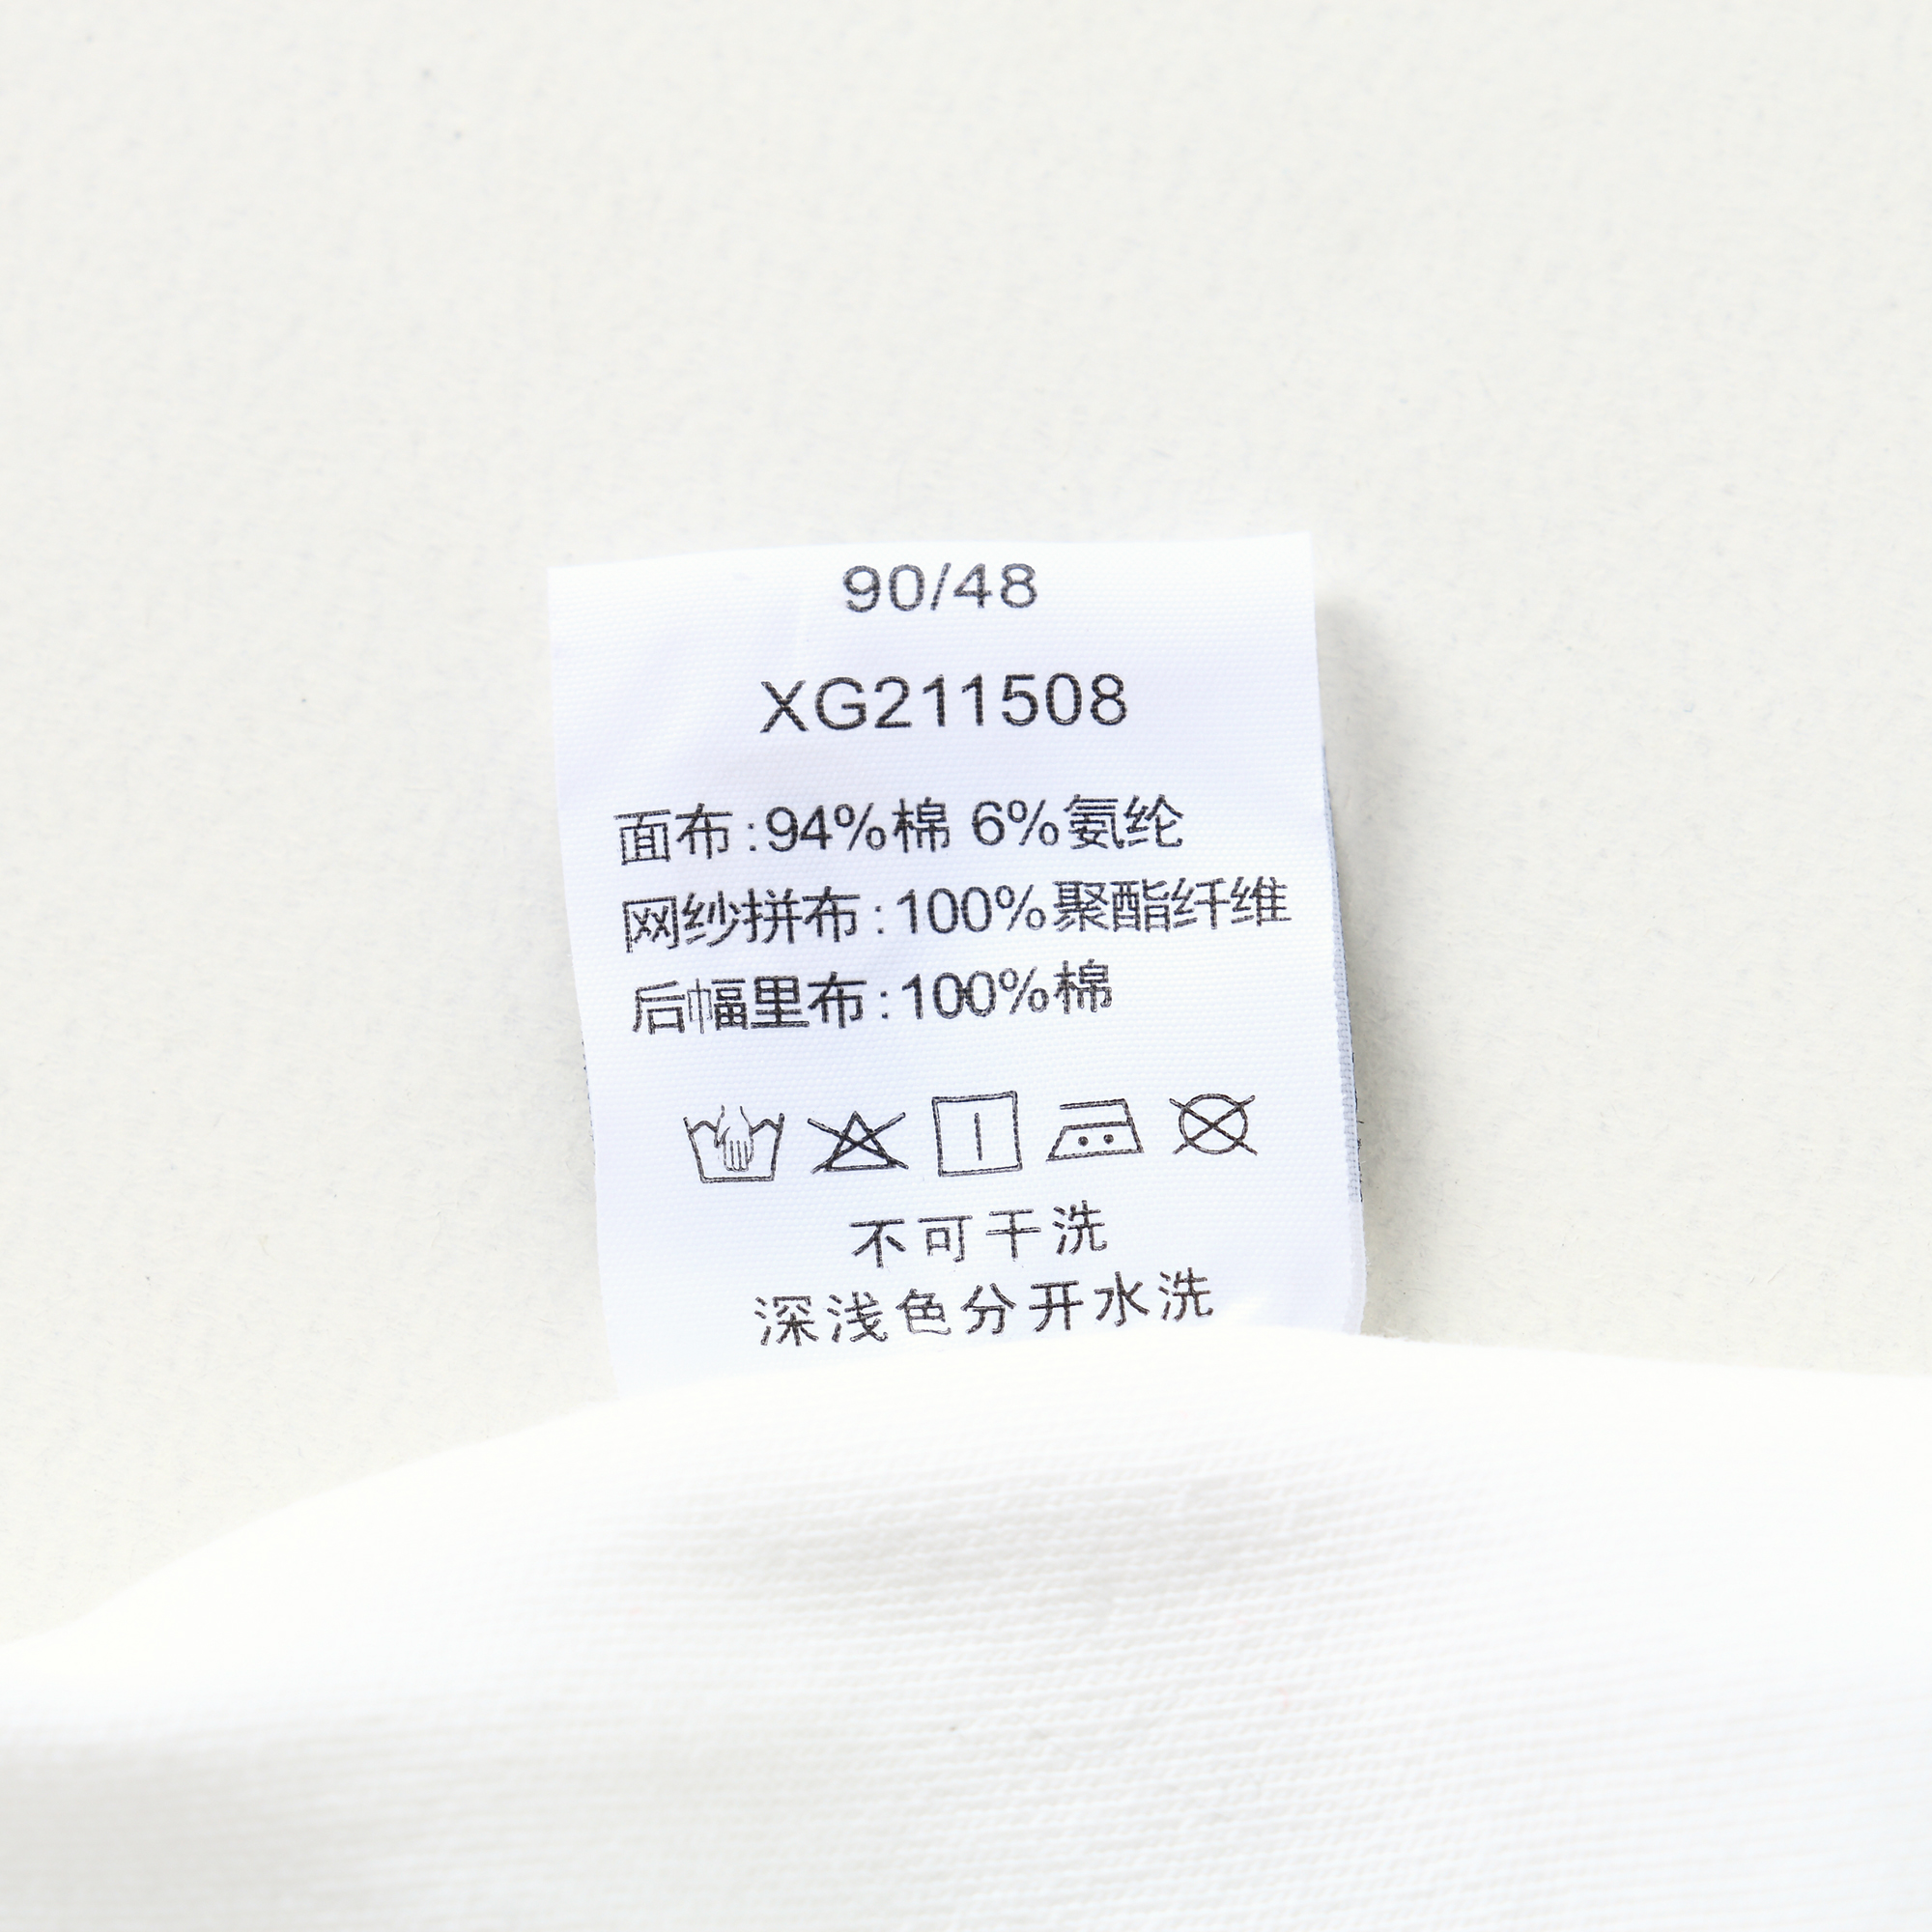 90/48
XG211508
面布:94%棉 6%氨纶
网纱拼布:100%聚酯纤维
后幅里布:100%棉
不可干洗
深浅色分开水洗